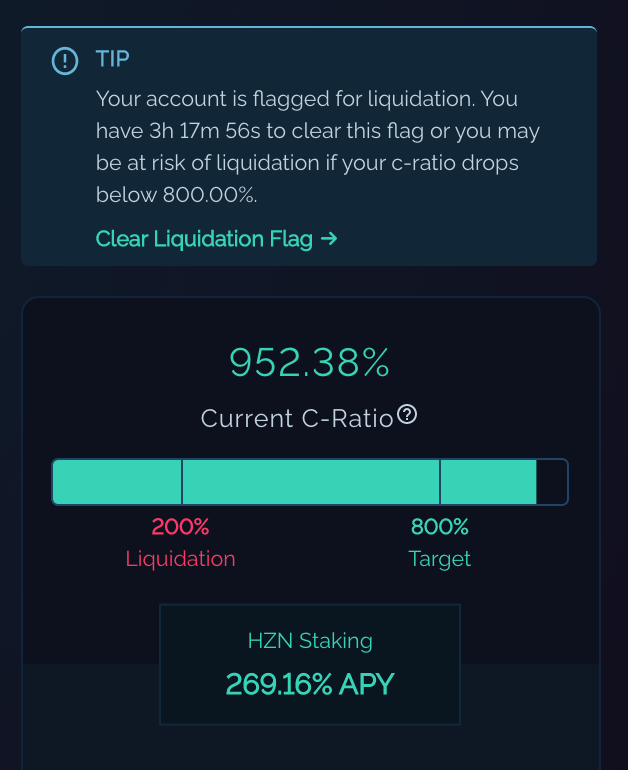 TIP
Your account is flagged for liquidation. You
have 3h 17m 56s to clear this flag or you may
be at risk of liquidation if your c-ratio drops
below 800.00%.
Clear Liquidation Flag →
952.38%
Current C-Ratio
200%
Liquidation
800%
Target
HZN Staking
269.16% APY